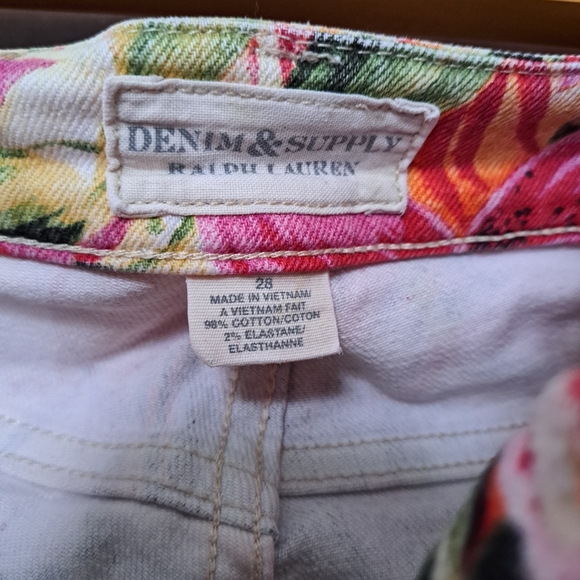 DENIM & SUPPLY
RALPH LAUREN
28
MADE IN VIETNAM/
A VIETNAM FAIT
98% COTTON/COTON
2% ELASTANE/
ELASTHANNE